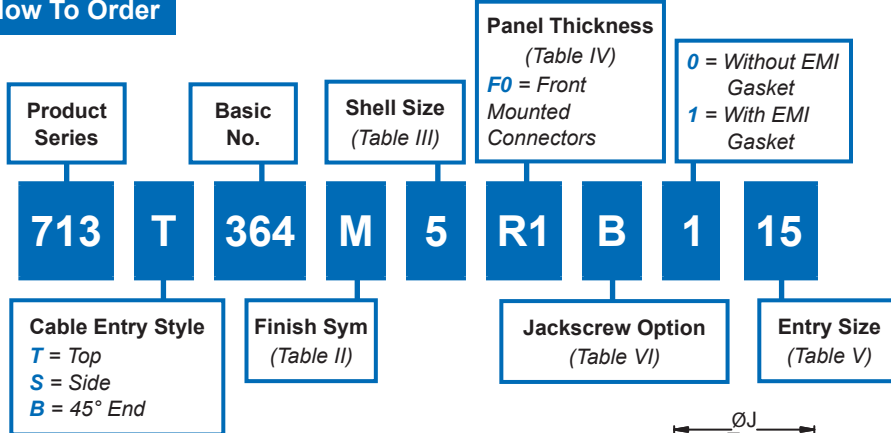 How To Order
Panel Thickness
(Table IV)
F0 = Front
Mounted
Connectors
0 = Without EMI
Gasket
1 = With EMI
Gasket
Product
Series
Basic
No.
Shell Size
(Table III)
713 T 364 M 5 R1 B 1 15
Cable Entry Style
T = Top
S = Side
B = 45° End
Finish Sym
(Table II)
Jackscrew Option
(Table VI)
Entry Size
(Table V)
ØJ